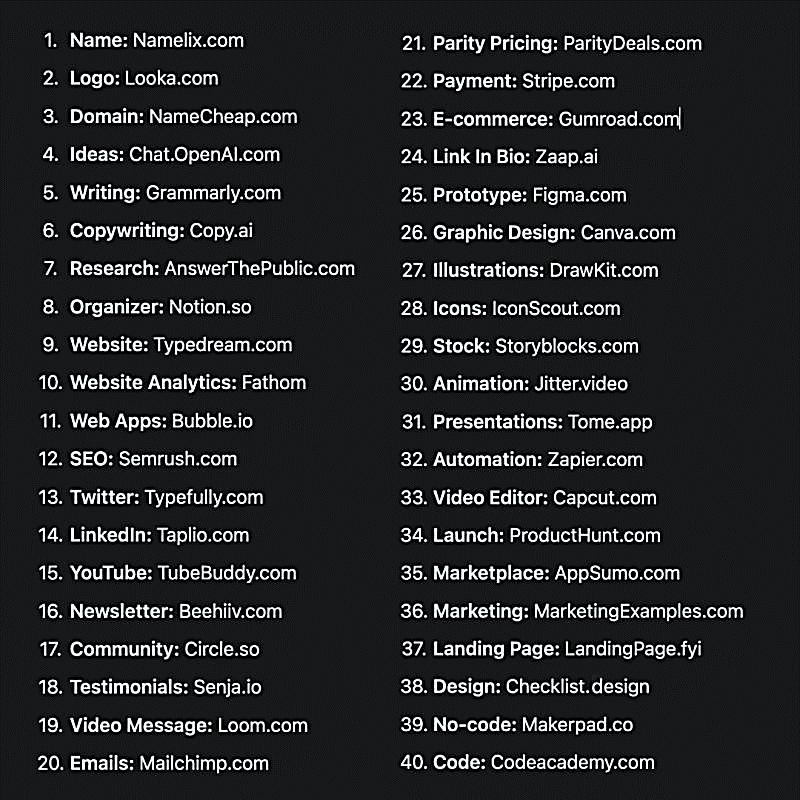 1. Name: Namelix.com
2. Logo: Looka.com
3. Domain: NameCheap.com
4. Ideas: Chat.OpenAI.com
5. Writing: Grammarly.com
6. Copywriting: Copy.ai
7. Research: AnswerThePublic.com
8. Organizer: Notion.so
9. Website: Typedream.com
10. Website Analytics: Fathom
11. Web Apps: Bubble.io
12. SEO: Semrush.com
13. Twitter: Typefully.com
14. LinkedIn: Taplio.com
15. YouTube: TubeBuddy.com
16. Newsletter: Beehiiv.com
17. Community: Circle.so
18. Testimonials: Senja.io
19. Video Message: Loom.com
20. Emails: Mailchimp.com
21. Parity Pricing: ParityDeals.com
22. Payment: Stripe.com
23. E-commerce: Gumroad.com
24. Link In Bio: Zaap.ai
25. Prototype: Figma.com
26. Graphic Design: Canva.com
27. Illustrations: DrawKit.com
28. Icons: IconScout.com
29. Stock: Storyblocks.com
30. Animation: Jitter.video
31. Presentations: Tome.app
32. Automation: Zapier.com
33. Video Editor: Capcut.com
34. Launch: ProductHunt.com
35. Marketplace: AppSumo.com
36. Marketing: MarketingExamples.com
37. Landing Page: LandingPage.fyi
38. Design: Checklist.design
39. No-code: Makerpad.co
40. Code: Codeacademy.com